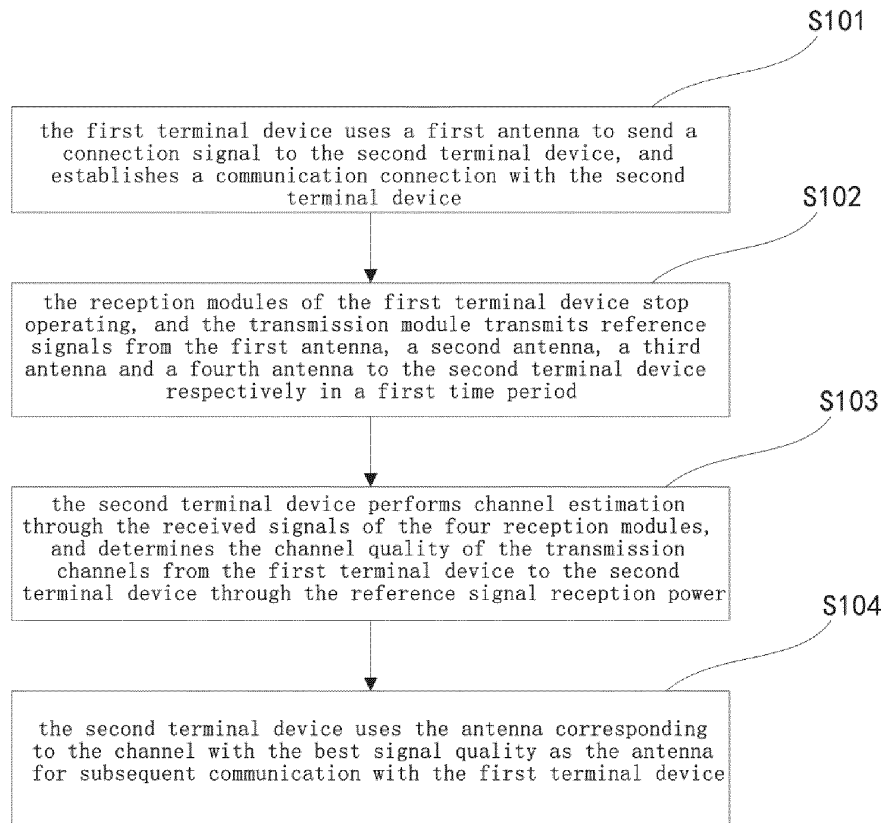 S101
the first terminal device uses a first antenna to send a
connection signal to the second terminal device, and
establishes a communication connection with the second
terminal device
S102
the reception modules of the first terminal device stop
operating, and the transmission module transmits reference
signals from the first antenna, a second antenna, a third
antenna and a fourth antenna to the second terminal device
respectively in a first time period
S103
the second terminal device performs channel estimation
through the received signals of the four reception modules,
and determines the channel quality of the transmission
channels from the first terminal device to the second
terminal device through the reference signal reception power
S104
the second terminal device uses the antenna corresponding
to the channel with the best signal quality as the antenna
for subsequent communication with the first terminal device